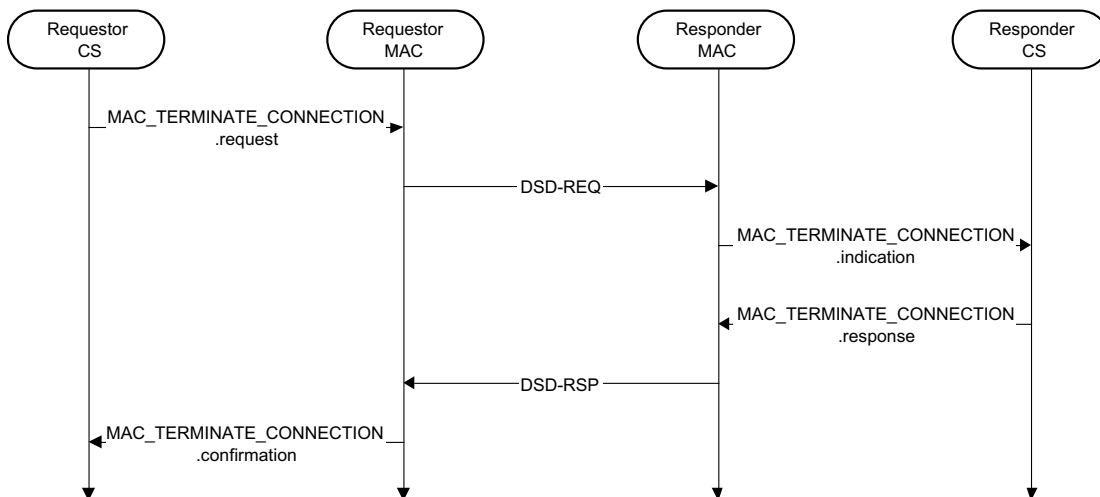 Requestor
CS
Requestor
MAC
Responder
MAC
Responder
CS
MAC_TERMINATE_CONNECTION
.request
DSD-REQ
MAC_TERMINATE_CONNECTION
.indication
MAC_TERMINATE_CONNECTION
.response
DSD-RSP
MAC_TERMINATE_CONNECTION
.confirmation